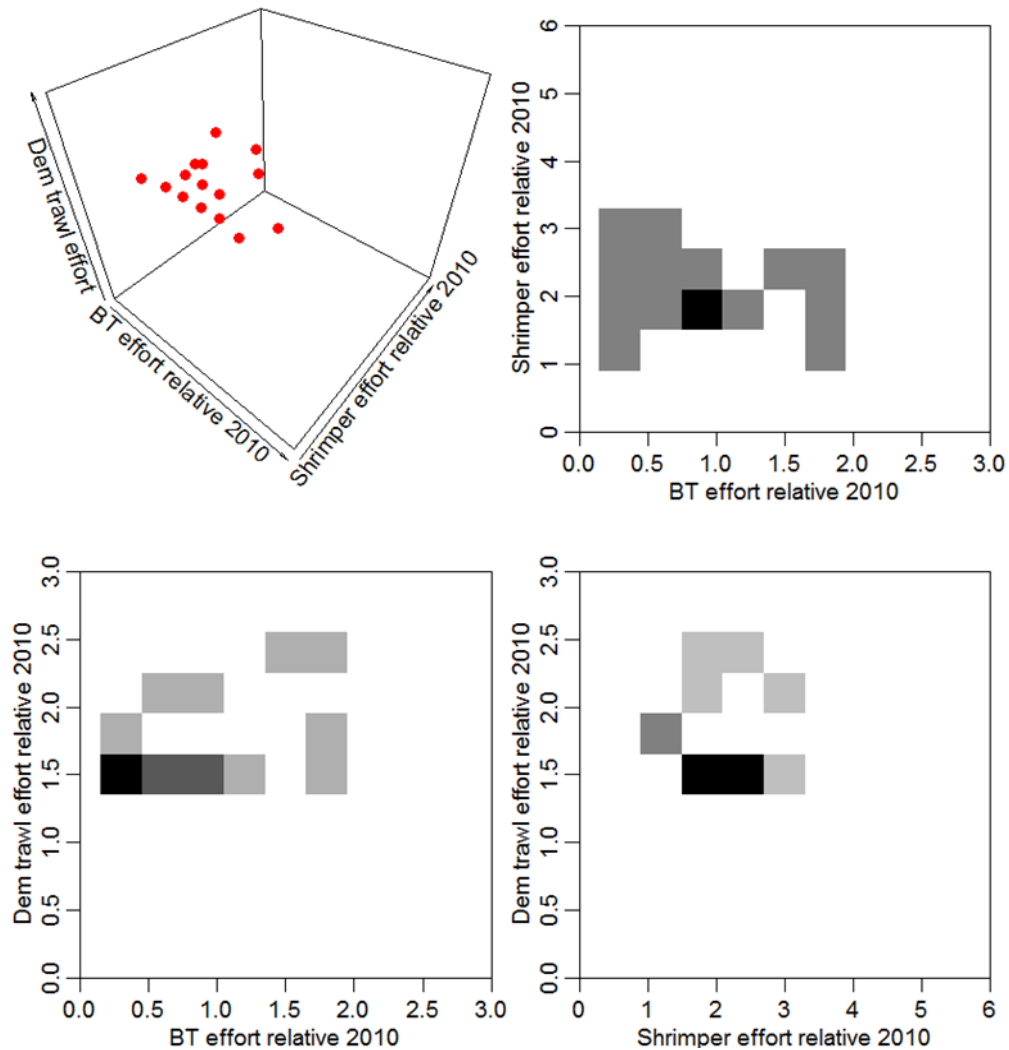 Dem trawl effort
BT effort relative 2010
Shrimper effort relative 2010
Shrimper effort relative 2010
6
5
4
3
2
1
0
0.0 0.5 1.0 1.5 2.0 2.5 3.0
BT effort relative 2010
Dem trawl effort relative 2010
3.0
2.5
2.0
1.5
1.0
0.5
0.0
0.0 0.5 1.0 1.5 2.0 2.5 3.0
BT effort relative 2010
Dem trawl effort relative 2010
3.0
2.5
2.0
1.5
1.0
0.5
0.0
0 1 2 3 4 5 6
Shrimper effort relative 2010